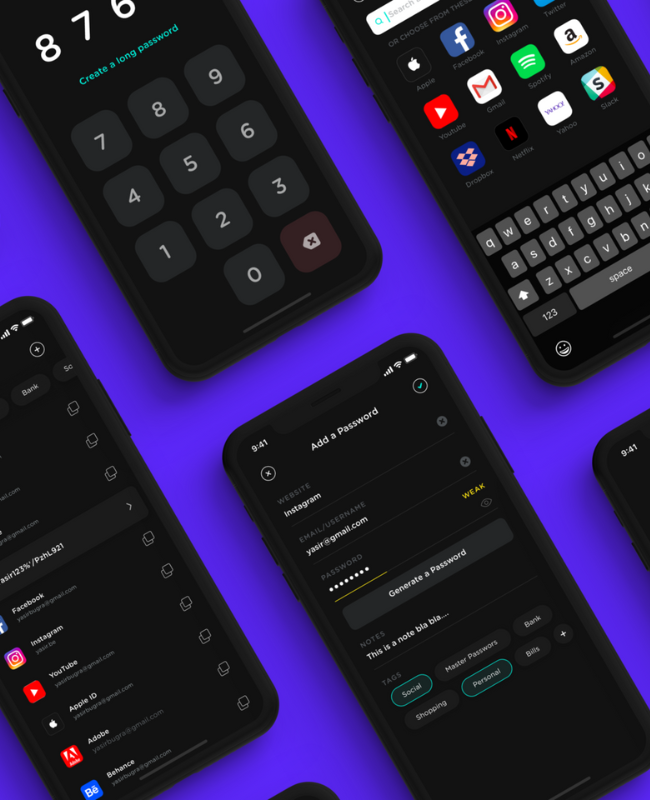 8 7 6
Create a long password
7 8 9
4 5 6
1 2 3
0
Search
OR CHOOSE FROM THESE
Apple Facebook Instagram Twitter
Youtube Gmail Spotify Amazon
Dropbox Netflix Yahoo Slack
q w e r t y u i o
a s d f g h j k
z x c v b n
123 space
Bank
asir123%'/PzhL921
Facebook
yasirbugra@gmail.com
Instagram
YouTube
yasirbugra@gmail.com
Apple ID
yasirbugra@gmail.com
Adobe
yasirbugra@gmail.com
Behance
yasirbugra@gmail.com
9:41
Add a Password
WEBSITE
Instagram
EMAIL/USERNAME
yasir@gmail.com
PASSWORD
WEAK
Generate a Password
NOTES
This is a note bla bla...
TAGS
Social Master Passwors Bank
Shopping Personal Bills +
9:41